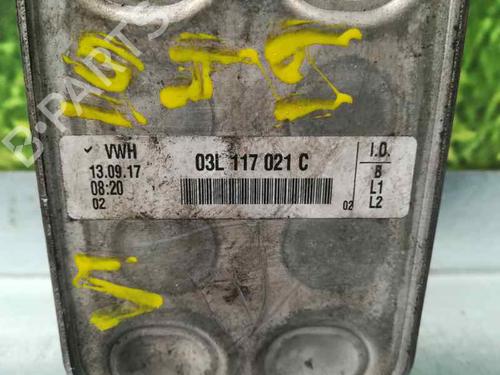 B-PARTS
VWH
13.09.17
08:20
02
03L 117 021 C
02
I.O.
B
L1
L2